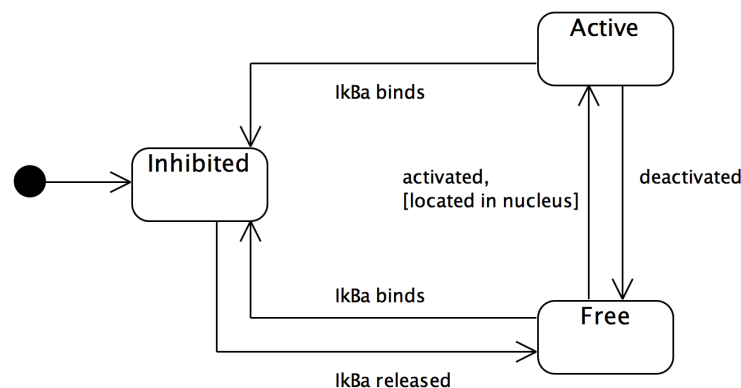 Active
IkBa binds
Inhibited
activated,
[located in nucleus]
deactivated
IkBa binds
Free
IkBa released